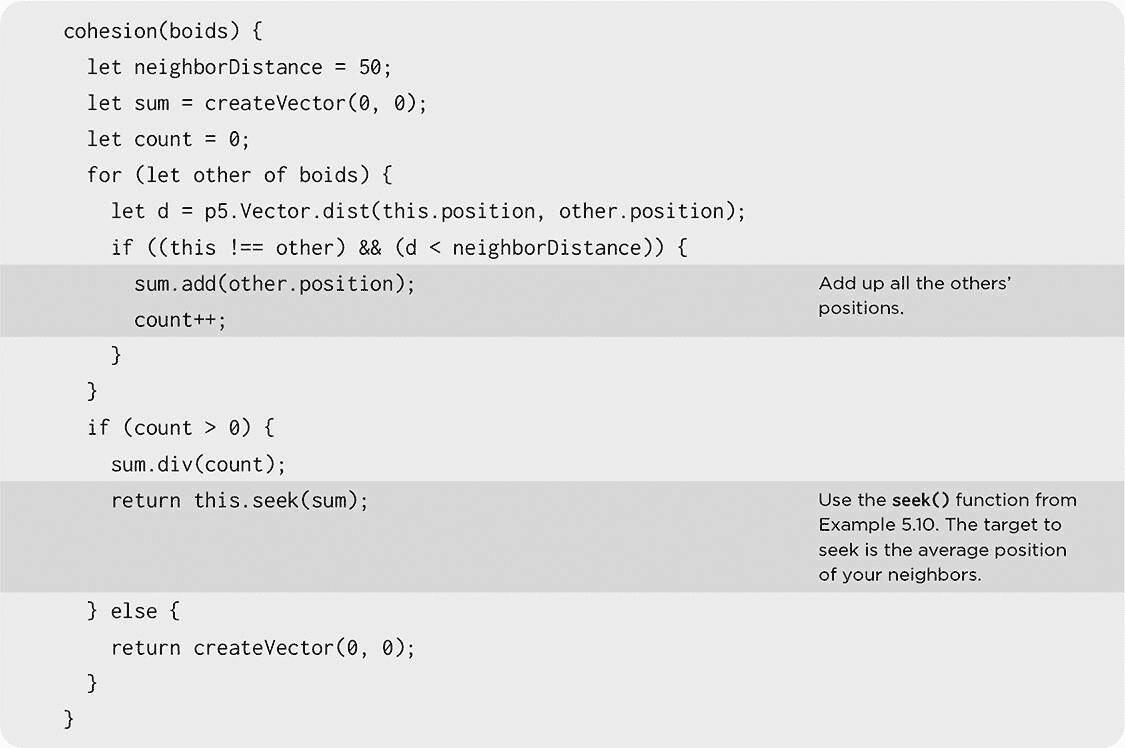 cohesion(boids) {
  let neighborDistance = 50;
  let sum = createVector(0, 0);
  let count = 0;
  for (let other of boids) {
    let d = p5.Vector.dist(this.position, other.position);
    if ((this !== other) && (d < neighborDistance)) {
      sum.add(other.position);
      count++;
Add up all the others’
positions.
    }
  }
  if (count > 0) {
    sum.div(count);
    return this.seek(sum);
Use the seek() function from
Example 5.10. The target to
seek is the average position
of your neighbors.
  } else {
    return createVector(0, 0);
  }
}